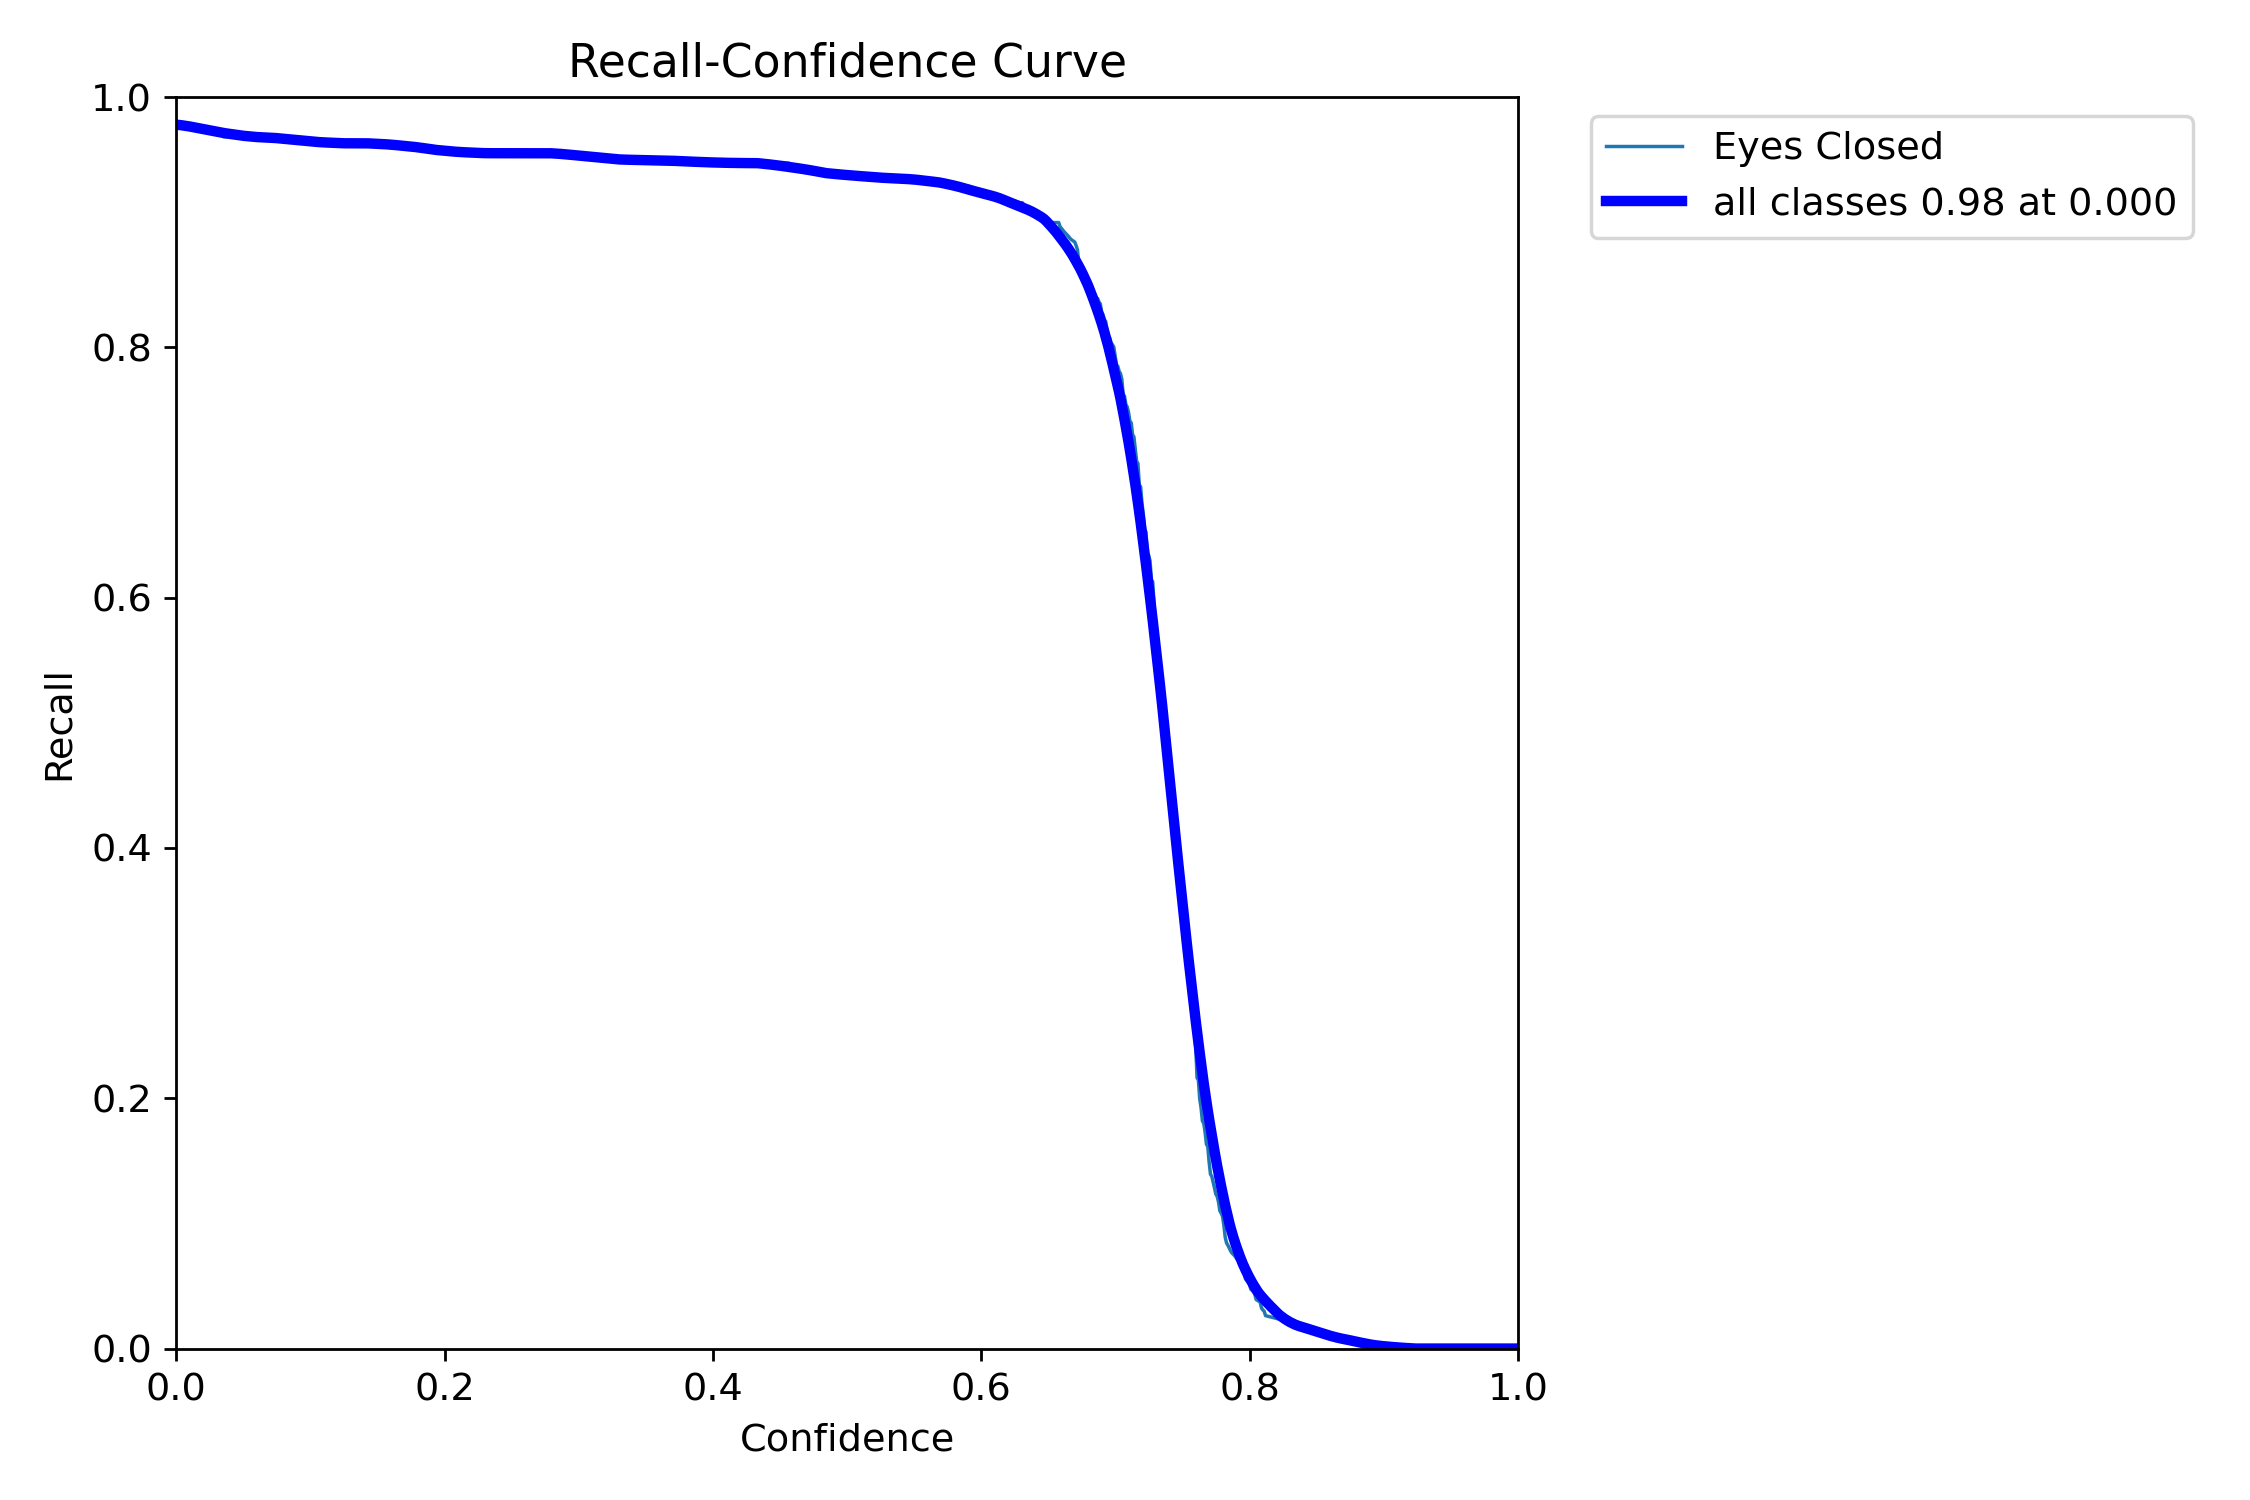 Recall-Confidence Curve
1.0
0.8
0.6
0.4
0.2
0.0
Recall
0.0 0.2 0.4 0.6 0.8 1.0
Confidence
Eyes Closed
all classes 0.98 at 0.000